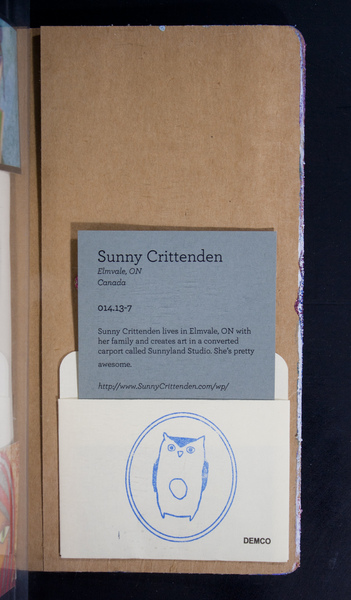 Sunny Crittenden
Elmvale, ON
Canada
014.13-7
Sunny Crittenden lives in Elmvale, ON with
her family and creates art in a converted
carport called Sunnyland Studio. She's pretty
awesome.
http://www.SunnyCrittenden.com/wp/
DEMCO